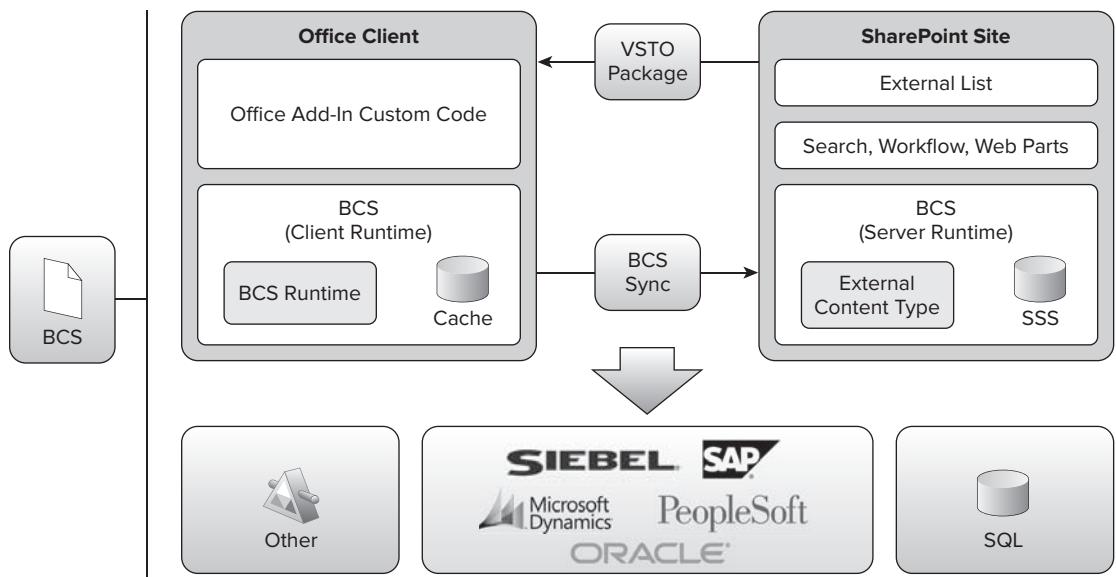 Office Client
Office Add-In Custom Code
BCS
(Client Runtime)
BCS Runtime
Cache
VSTO
Package
BCS
Sync
SharePoint Site
External List
Search, Workflow, Web Parts
BCS
(Server Runtime)
External
Content Type
SSS
BCS
Other
SIEBEL.
SAP
Microsoft
Dynamics
PeopleSoft
ORACLE
SQL